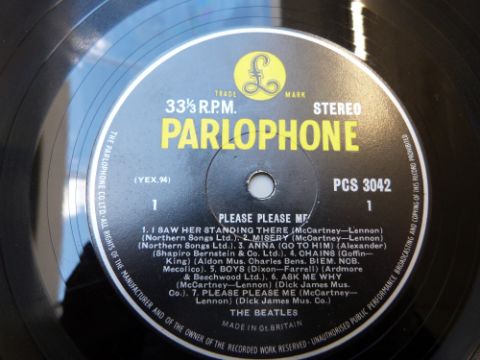 £
TRADE MARK
33⅓ R.P.M. STEREO
PARLOPHONE
(YEX.94) PCS 3042
1 1
PLEASE PLEASE ME
1. I SAW HER STANDING THERE (McCartney—Lennon)
(Northern Songs Ltd.), 2. MISERY (McCartney—Lennon)
(Northern Songs Ltd.), 3. ANNA (GO TO HIM) (Alexander)
(Shapiro Bernstein & Co. Ltd.) 4. CHAINS (Goffin-
King) (Aldon Mus. Charles Bens. BIEM. NCB.
Mecolico). 5. BOYS (Dixon—Farrell) (Ardmore
& Beechwood Ltd.). 6. ASK ME WHY
(McCartney—Lennon) (Dick James Mus.
Co.) 7. PLEASE PLEASE ME (McCartney-
Lennon) (Dick James Mus. Co.)
THE BEATLES
MADE IN Gt. BRITAIN
THE PARLOPHONE CO. LTD. ALL RIGHTS OF THE MANUFACTURER AND OF THE OWNER OF THE RECORDED WORK RESERVED UNAUTHORISED PUBLIC PERFORMANCE BROADCASTING AND COPYING OF THIS RECORD PROHIBITED